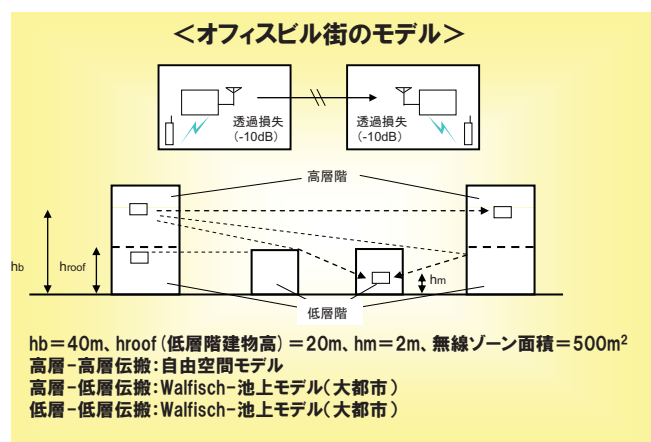 ＜オフィスビル街のモデル＞
透過損失
(-10dB)
透過損失
(-10dB)
高層階
hb
hroof
hm
低層階
hb＝40m、hroof(低層階建物高)＝20m、hm＝2m、無線ゾーン面積＝500m²
高層-高層伝搬：自由空間モデル
高層-低層伝搬：Walfisch-池上モデル(大都市)
低層-低層伝搬：Walfisch-池上モデル(大都市)